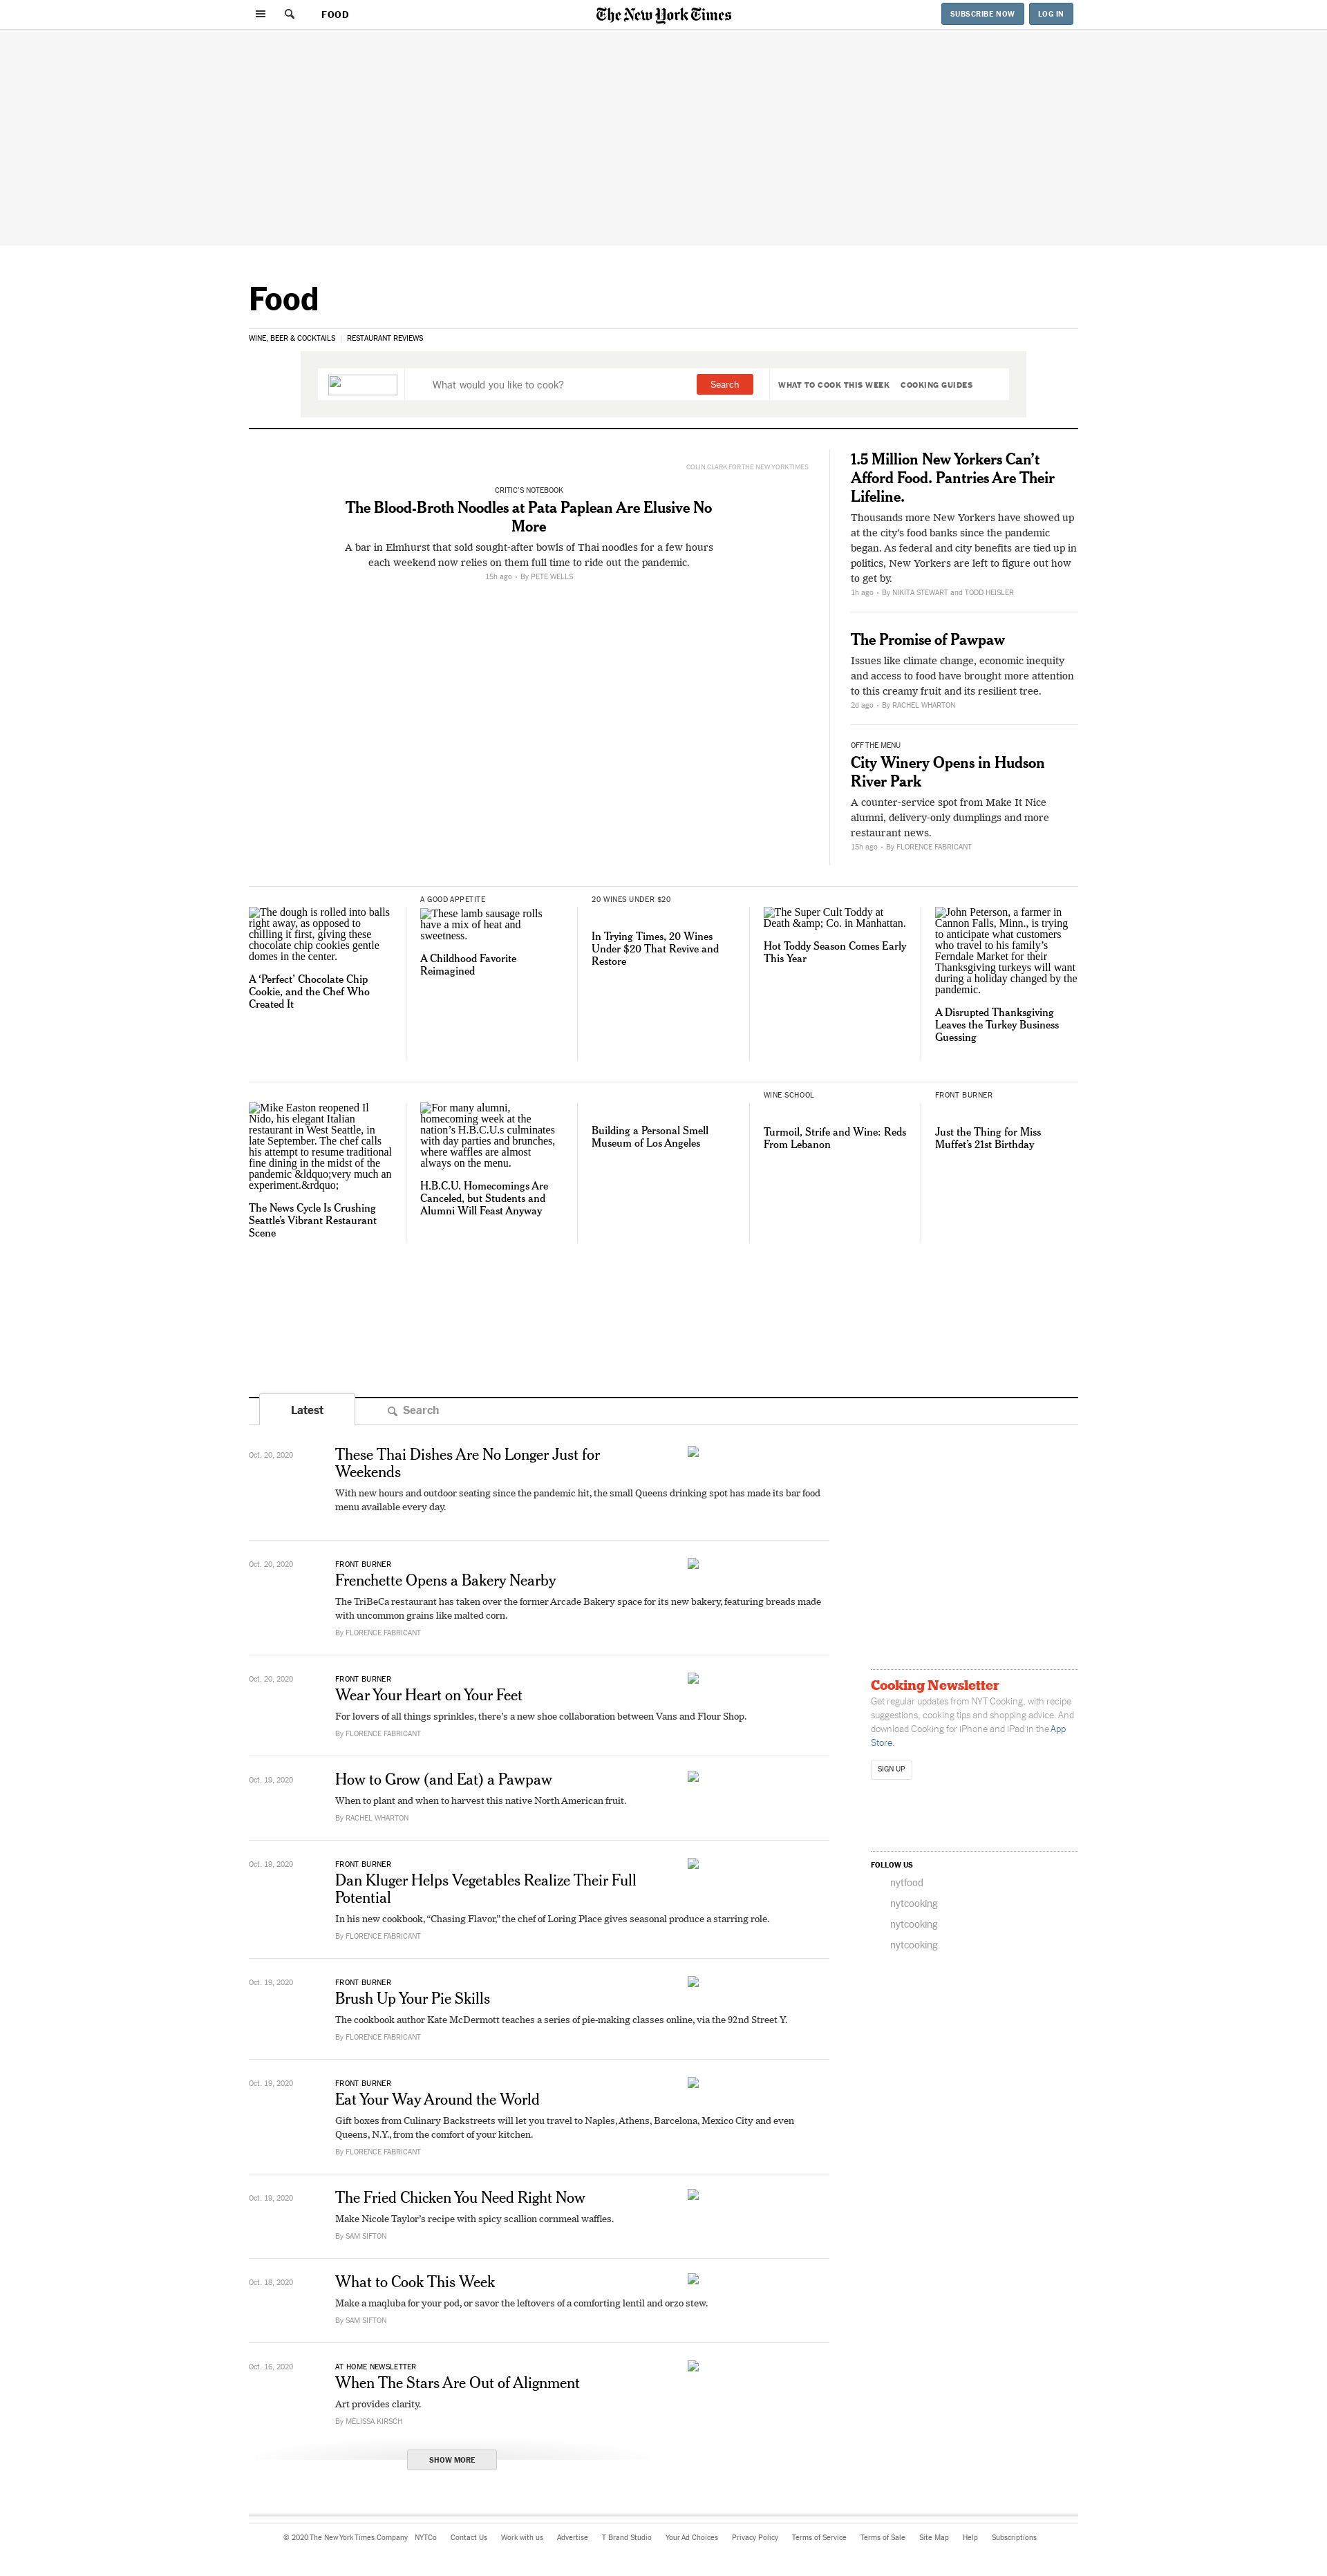 FOOD
The New York Times
SUBSCRIBE NOW
LOG IN
Food
WINE, BEER & COCKTAILS | RESTAURANT REVIEWS
What would you like to cook?
Search
WHAT TO COOK THIS WEEK
COOKING GUIDES
COLIN CLARK FOR THE NEW YORK TIMES
CRITIC'S NOTEBOOK
The Blood-Broth Noodles at Pata Paplean Are Elusive No
More
A bar in Elmhurst that sold sought-after bowls of Thai noodles for a few hours
each weekend now relies on them full time to ride out the pandemic.
15h ago • By PETE WELLS
1.5 Million New Yorkers Can’t
Afford Food. Pantries Are Their
Lifeline.
Thousands more New Yorkers have showed up
at the city’s food banks since the pandemic
began. As federal and city benefits are tied up in
politics, New Yorkers are left to figure out how
to get by.
1h ago • By NIKITA STEWART and TODD HEISLER
The Promise of Pawpaw
Issues like climate change, economic inequity
and access to food have brought more attention
to this creamy fruit and its resilient tree.
2d ago • By RACHEL WHARTON
OFF THE MENU
City Winery Opens in Hudson
River Park
A counter-service spot from Make It Nice
alumni, delivery-only dumplings and more
restaurant news.
15h ago • By FLORENCE FABRICANT
The dough is rolled into balls
right away, as opposed to
chilling it first, giving these
chocolate chip cookies gentle
domes in the center.
A ‘Perfect’ Chocolate Chip
Cookie, and the Chef Who
Created It
A GOOD APPETITE
These lamb sausage rolls
have a mix of heat and
sweetness.
A Childhood Favorite
Reimagined
20 WINES UNDER $20
In Trying Times, 20 Wines
Under $20 That Revive and
Restore
The Super Cult Toddy at
Death &amp; Co. in Manhattan.
Hot Toddy Season Comes Early
This Year
John Peterson, a farmer in
Cannon Falls, Minn., is trying
to anticipate what customers
who travel to his family’s
Ferndale Market for their
Thanksgiving turkeys will want
during a holiday changed by the
pandemic.
A Disrupted Thanksgiving
Leaves the Turkey Business
Guessing
Mike Easton reopened Il
Nido, his elegant Italian
restaurant in West Seattle, in
late September. The chef calls
his attempt to resume traditional
fine dining in the midst of the
pandemic &ldquo;very much an
experiment.&rdquo;
The News Cycle Is Crushing
Seattle’s Vibrant Restaurant
Scene
For many alumni,
homecoming week at the
nation’s H.B.C.U.s culminates
with day parties and brunches,
where waffles are almost
always on the menu.
H.B.C.U. Homecomings Are
Canceled, but Students and
Alumni Will Feast Anyway
Building a Personal Smell
Museum of Los Angeles
WINE SCHOOL
Turmoil, Strife and Wine: Reds
From Lebanon
FRONT BURNER
Just the Thing for Miss
Muffet’s 21st Birthday
Latest
Search
Oct. 20, 2020
These Thai Dishes Are No Longer Just for
Weekends
With new hours and outdoor seating since the pandemic hit, the small Queens drinking spot has made its bar food
menu available every day.
Oct. 20, 2020
FRONT BURNER
Frenchette Opens a Bakery Nearby
The TriBeCa restaurant has taken over the former Arcade Bakery space for its new bakery, featuring breads made
with uncommon grains like malted corn.
By FLORENCE FABRICANT
Oct. 20, 2020
FRONT BURNER
Wear Your Heart on Your Feet
For lovers of all things sprinkles, there’s a new shoe collaboration between Vans and Flour Shop.
By FLORENCE FABRICANT
Oct. 19, 2020
How to Grow (and Eat) a Pawpaw
When to plant and when to harvest this native North American fruit.
By RACHEL WHARTON
Oct. 19, 2020
FRONT BURNER
Dan Kluger Helps Vegetables Realize Their Full
Potential
In his new cookbook, “Chasing Flavor,” the chef of Loring Place gives seasonal produce a starring role.
By FLORENCE FABRICANT
Oct. 19, 2020
FRONT BURNER
Brush Up Your Pie Skills
The cookbook author Kate McDermott teaches a series of pie-making classes online, via the 92nd Street Y.
By FLORENCE FABRICANT
Oct. 19, 2020
FRONT BURNER
Eat Your Way Around the World
Gift boxes from Culinary Backstreets will let you travel to Naples, Athens, Barcelona, Mexico City and even
Queens, N.Y., from the comfort of your kitchen.
By FLORENCE FABRICANT
Oct. 19, 2020
The Fried Chicken You Need Right Now
Make Nicole Taylor’s recipe with spicy scallion cornmeal waffles.
By SAM SIFTON
Oct. 18, 2020
What to Cook This Week
Make a maqluba for your pod, or savor the leftovers of a comforting lentil and orzo stew.
By SAM SIFTON
Oct. 16, 2020
AT HOME NEWSLETTER
When The Stars Are Out of Alignment
Art provides clarity.
By MELISSA KIRSCH
SHOW MORE
Cooking Newsletter
Get regular updates from NYT Cooking, with recipe
suggestions, cooking tips and shopping advice. And
download Cooking for iPhone and iPad in the App
Store.
SIGN UP
FOLLOW US
nytfood
nytcooking
nytcooking
nytcooking
© 2020 The New York Times Company NYTCo Contact Us Work with us Advertise T Brand Studio Your Ad Choices Privacy Policy Terms of Service Terms of Sale Site Map Help Subscriptions